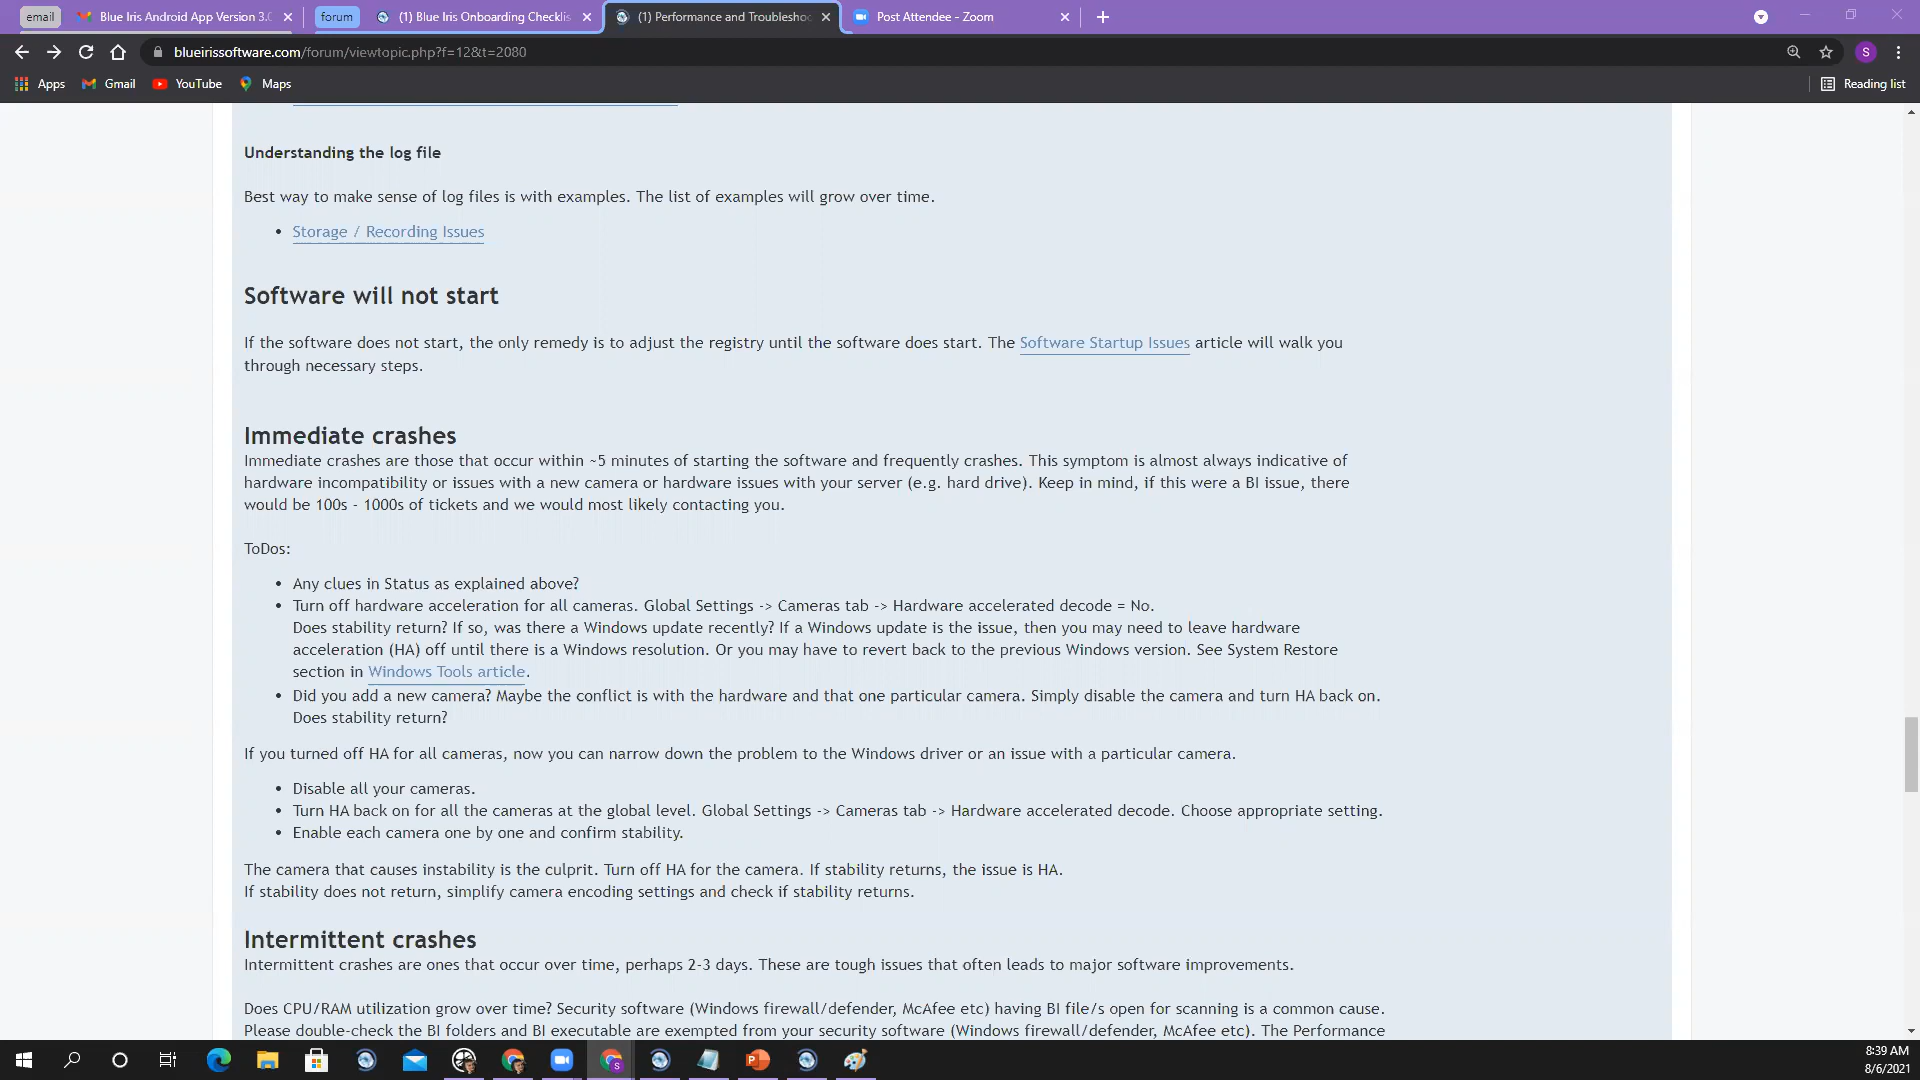 email
Blue Iris Android App Version 3.0
forum
(1) Blue Iris Onboarding Checklis
(1) Performance and Troubleshoo
Post Attendee - Zoom
blueirissoftware.com/forum/viewtopic.php?f=12&t=2080
S
Apps
Gmail
YouTube
Maps
Reading list
Understanding the log file
Best way to make sense of log files is with examples. The list of examples will grow over time.
• Storage / Recording Issues
Software will not start
If the software does not start, the only remedy is to adjust the registry until the software does start. The Software Startup Issues article will walk you
through necessary steps.
Immediate crashes
Immediate crashes are those that occur within ~5 minutes of starting the software and frequently crashes. This symptom is almost always indicative of
hardware incompatibility or issues with a new camera or hardware issues with your server (e.g. hard drive). Keep in mind, if this were a BI issue, there
would be 100s - 1000s of tickets and we would most likely contacting you.
ToDos:
• Any clues in Status as explained above?
• Turn off hardware acceleration for all cameras. Global Settings -> Cameras tab -> Hardware accelerated decode = No.
Does stability return? If so, was there a Windows update recently? If a Windows update is the issue, then you may need to leave hardware
acceleration (HA) off until there is a Windows resolution. Or you may have to revert back to the previous Windows version. See System Restore
section in Windows Tools article.
• Did you add a new camera? Maybe the conflict is with the hardware and that one particular camera. Simply disable the camera and turn HA back on.
Does stability return?
If you turned off HA for all cameras, now you can narrow down the problem to the Windows driver or an issue with a particular camera.
• Disable all your cameras.
• Turn HA back on for all the cameras at the global level. Global Settings -> Cameras tab -> Hardware accelerated decode. Choose appropriate setting.
• Enable each camera one by one and confirm stability.
The camera that causes instability is the culprit. Turn off HA for the camera. If stability returns, the issue is HA.
If stability does not return, simplify camera encoding settings and check if stability returns.
Intermittent crashes
Intermittent crashes are ones that occur over time, perhaps 2-3 days. These are tough issues that often leads to major software improvements.
Does CPU/RAM utilization grow over time? Security software (Windows firewall/defender, McAfee etc) having BI file/s open for scanning is a common cause.
Please double-check the BI folders and BI executable are exempted from your security software (Windows firewall/defender, McAfee etc). The Performance
8:39 AM
8/6/2021